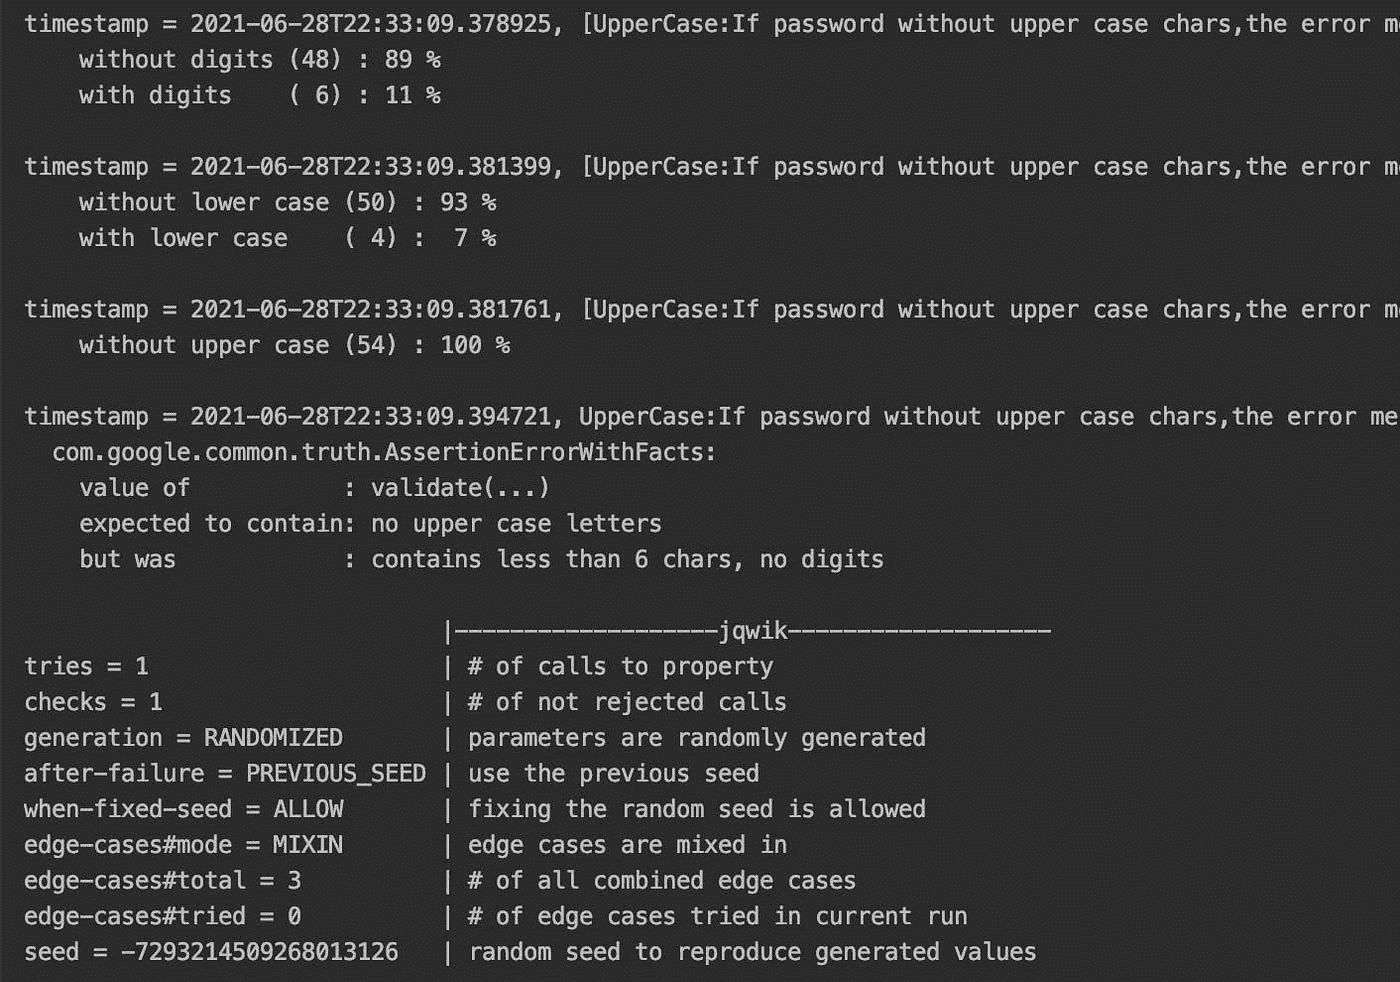 timestamp = 2021-06-28T22:33:09.378925, [UpperCase:If password without upper case chars,the error m
without digits (48) : 89 %
with digits    ( 6) : 11 %
timestamp = 2021-06-28T22:33:09.381399, [UpperCase:If password without upper case chars,the error m
without lower case (50) : 93 %
with lower case    ( 4) :  7 %
timestamp = 2021-06-28T22:33:09.381761, [UpperCase:If password without upper case chars,the error m
without upper case (54) : 100 %
timestamp = 2021-06-28T22:33:09.394721, UpperCase:If password without upper case chars,the error me
com.google.common.truth.AssertionErrorWithFacts:
value of           : validate(...)
expected to contain: no upper case letters
but was            : contains less than 6 chars, no digits
|-------------------jqwik-------------------
tries = 1                     | # of calls to property
checks = 1                    | # of not rejected calls
generation = RANDOMIZED       | parameters are randomly generated
after-failure = PREVIOUS_SEED | use the previous seed
when-fixed-seed = ALLOW       | fixing the random seed is allowed
edge-cases#mode = MIXIN       | edge cases are mixed in
edge-cases#total = 3          | # of all combined edge cases
edge-cases#tried = 0          | # of edge cases tried in current run
seed = -7293214509268013126   | random seed to reproduce generated values